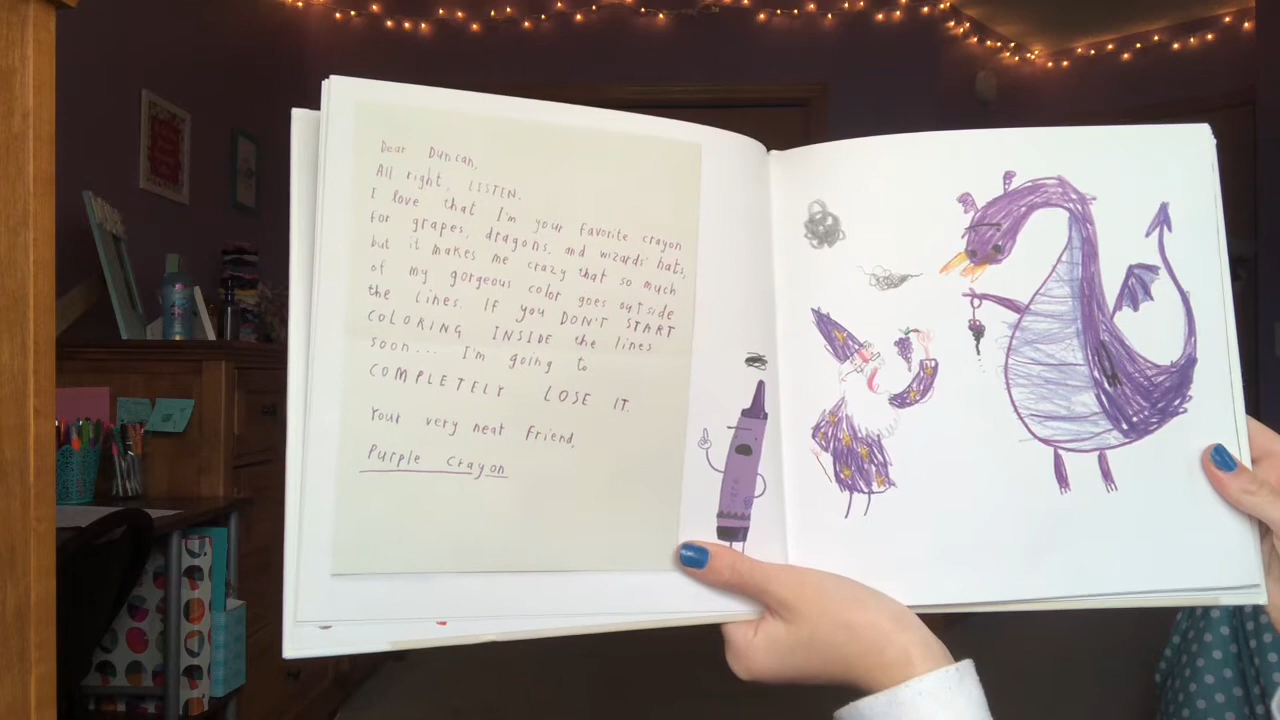 Dear Duncan,
All right, LISTEN.
I love that I'm your favorite crayon
for grapes, dragons, and wizards' hats,
but it makes me crazy that so much
of my gorgeous color goes outside
the lines. If you DON'T START
COLORING INSIDE the lines
soon... I'm going to
COMPLETELY LOSE IT.
Your very neat friend,
Purple Crayon